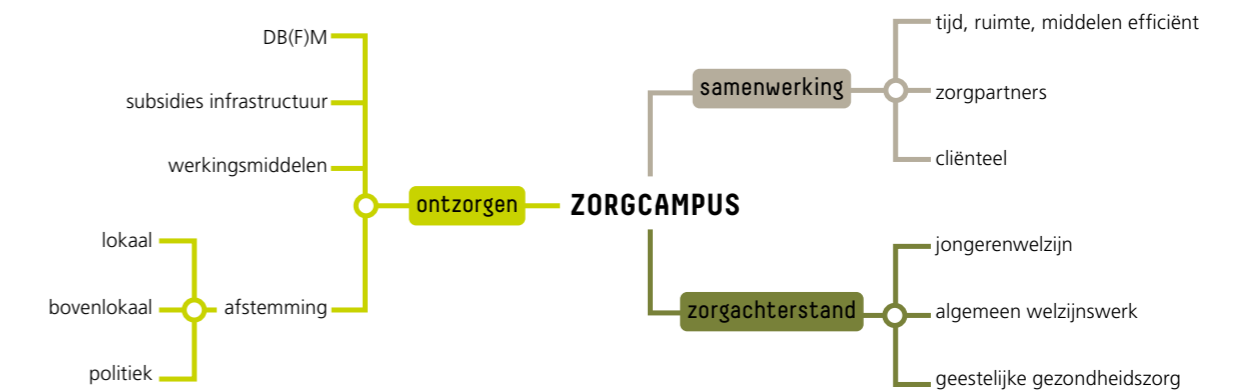 DB(F)M
subsidies infrastructuur
werkingsmiddelen
ontzorgen
lokaal
bovenlokaal
afstemming
politiek
ZORGCAMPUS
samenwerking
tijd, ruimte, middelen efficiënt
zorgpartners
cliënteel
zorgachterstand
jongerenwelzijn
algemeen welzijnswerk
geestelijke gezondheidszorg